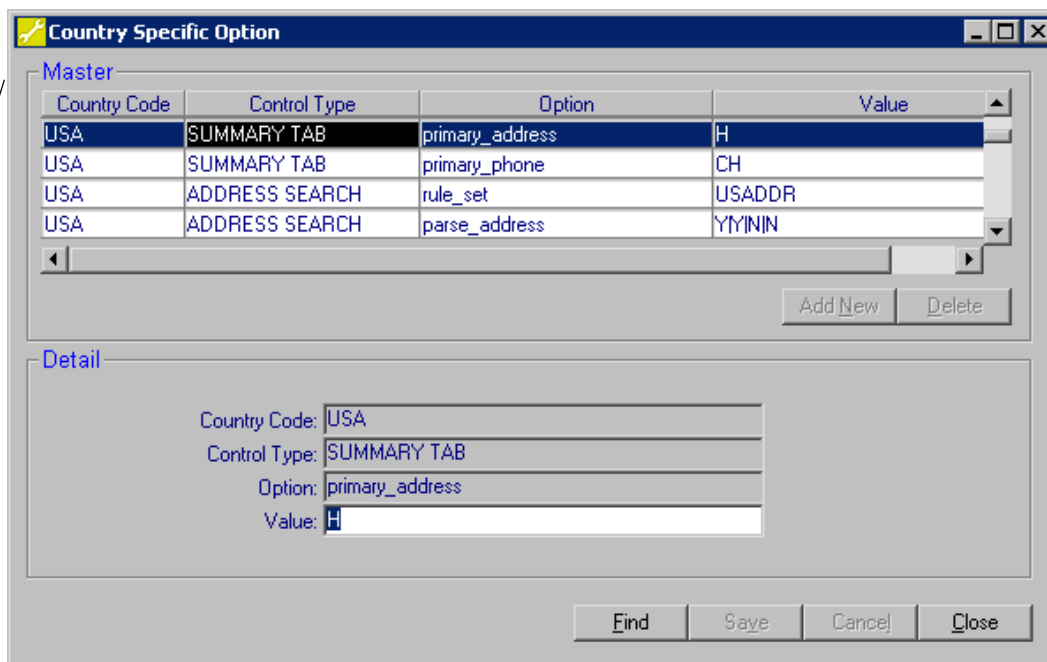 Country Specific Option
Master
Country Code Control Type Option Value
USA SUMMARY TAB primary_address H
USA SUMMARY TAB primary_phone CH
USA ADDRESS SEARCH rule_set USADDR
USA ADDRESS SEARCH parse_address Y|Y|N|N
Add New Delete
Detail
Country Code: USA
Control Type: SUMMARY TAB
Option: primary_address
Value: H
Find Save Cancel Close